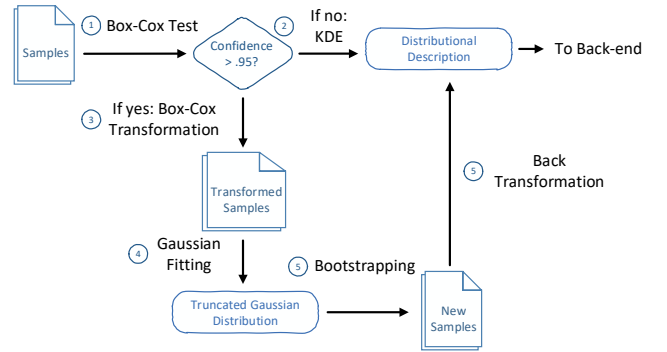 1 Box-Cox Test
Samples
Confidence
> .95?
2 If no:
KDE
Distributional
Description
To Back-end
3 If yes: Box-Cox
Transformation
Transformed
Samples
4 Gaussian
Fitting
Truncated Gaussian
Distribution
5 Bootstrapping
New
Samples
5 Back
Transformation